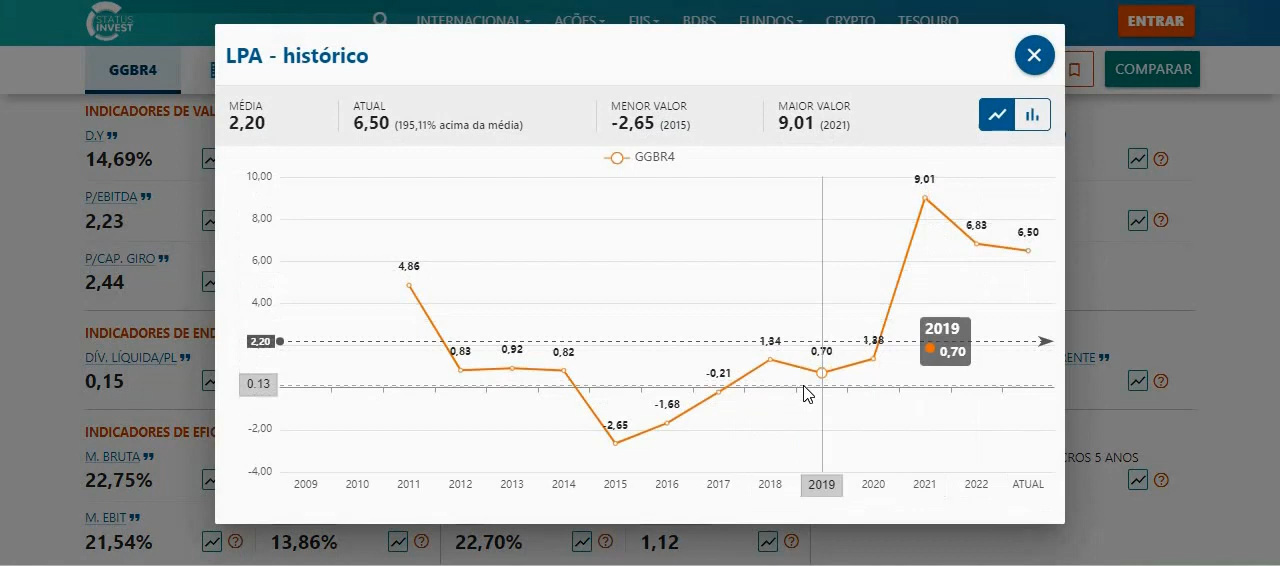 STATUS
INVEST
INTERNACIONAL AÇÕES FIIS BDRS FUNDOS CRYPTO TESOURO
ENTRAR
LPA - histórico
GGBR4
COMPARAR
MÉDIA
2,20
ATUAL
6,50 (195,11% acima da média)
MENOR VALOR
-2,65 (2015)
MAIOR VALOR
9,01 (2021)
INDICADORES DE VAL
D.Y
14,69%
P/EBITDA
2,23
P/CAP. GIRO
2,44
INDICADORES DE END
DÍV. LÍQUIDA/PL
0,15
INDICADORES DE EFIC
M. BRUTA
22,75%
M. EBIT
21,54%
GGBR4
10,00
8,00
6,00
4,00
2,20
0.13
-2,00
-4,00
4,86
0,83
0,92
0,82
-2,65
-1,68
-0,21
1,34
0,70
1,38
9,01
6,83
6,50
2019
0,70
2009 2010 2011 2012 2013 2014 2015 2016 2017 2018 2019 2020 2021 2022 ATUAL
RENTE
CROS 5 ANOS
13,86%
22,70%
1,12